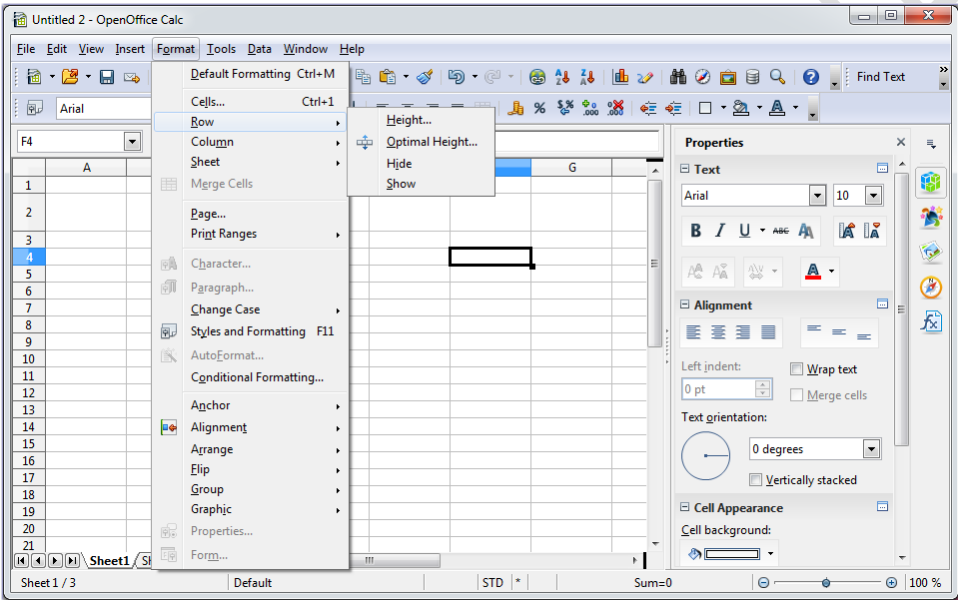 Untitled 2 - OpenOffice Calc
File Edit View Insert Format Tools Data Window Help
Find Text
Arial
F4
A G
1
2
3
4
5
6
7
8
9
10
11
12
13
14
15
16
17
18
19
20
21
Default Formatting Ctrl+M
Cells... Ctrl+1
Row
Column
Sheet
Merge Cells
Page...
Print Ranges
Character...
Paragraph...
Change Case
Styles and Formatting F11
AutoFormat...
Conditional Formatting...
Anchor
Alignment
Arrange
Flip
Group
Graphic
Properties...
Form...
Height...
Optimal Height...
Hide
Show
Properties
Text
Arial 10
B I U ABC
Alignment
Left indent:
0 pt
Wrap text
Merge cells
Text orientation:
0 degrees
Vertically stacked
Cell Appearance
Cell background:
Sheet1
Sheet 1 / 3 Default STD * Sum=0 100 %